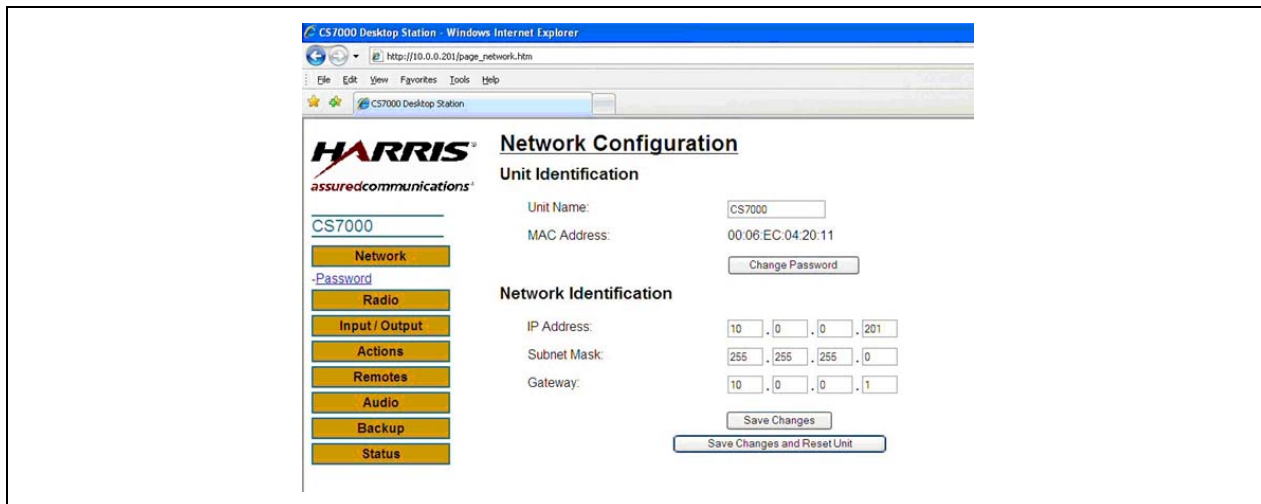 CS7000 Desktop Station - Windows Internet Explorer
http://10.0.0.201/page_network.htm
File Edit View Favorites Tools Help
CS7000 Desktop Station
HARRIS®
assuredcommunications®
CS7000
Network
-Password
Radio
Input / Output
Actions
Remotes
Audio
Backup
Status
Network Configuration
Unit Identification
Unit Name: CS7000
MAC Address: 00:06:EC:04:20:11
Change Password
Network Identification
IP Address: 10 . 0 . 0 . 201
Subnet Mask: 255 . 255 . 255 . 0
Gateway: 10 . 0 . 0 . 1
Save Changes
Save Changes and Reset Unit